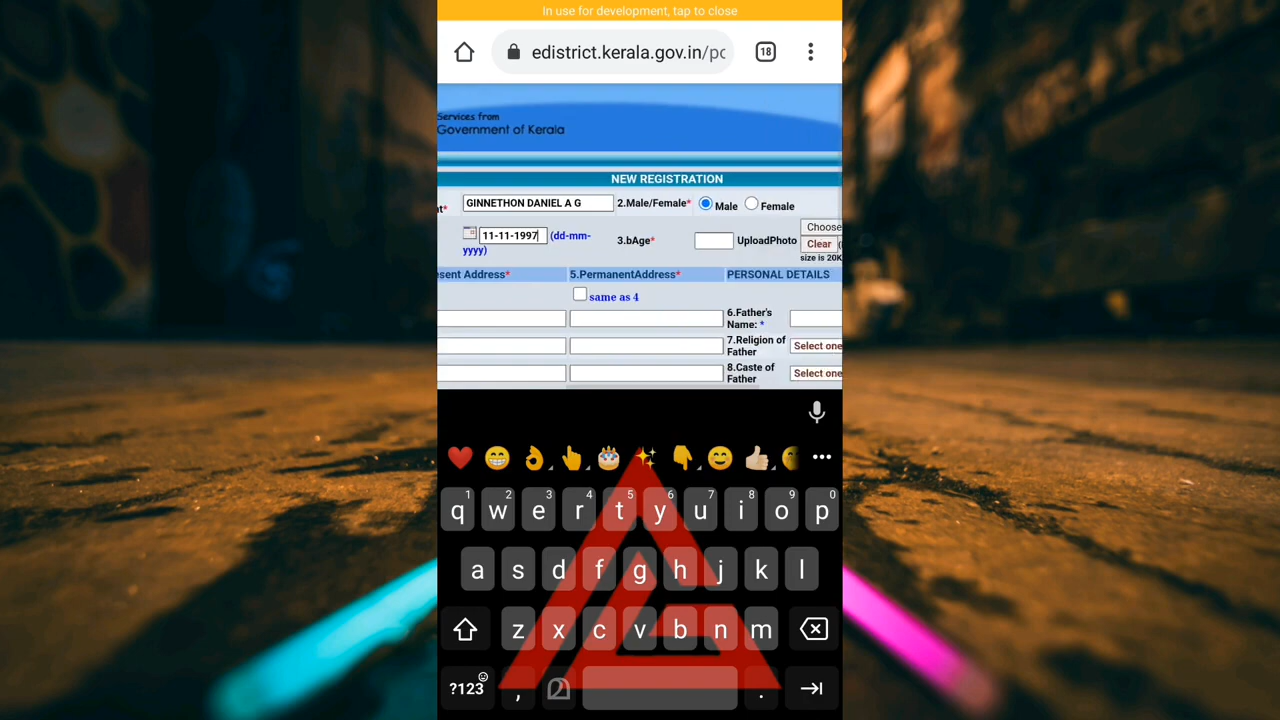 In use for development, tap to close
edistrict.kerala.gov.in/pc 18
Services from
Government of Kerala
NEW REGISTRATION
nt* GINNETHON DANIEL A G 2.Male/Female* Male Female
11-11-1997 (dd-mm-yyyy) 3.bAge* UploadPhoto Choose
Clear (
size is 20K
esent Address* 5.PermanentAddress* PERSONAL DETAILS
same as 4
6.Father's
Name: *
7.Religion of
Father Select one
8.Caste of
Father Select one
1 2 3 4 5 6 7 8 9 0
q w e r t y u i o p
a s d f g h j k l
z x c v b n m
?123 , .